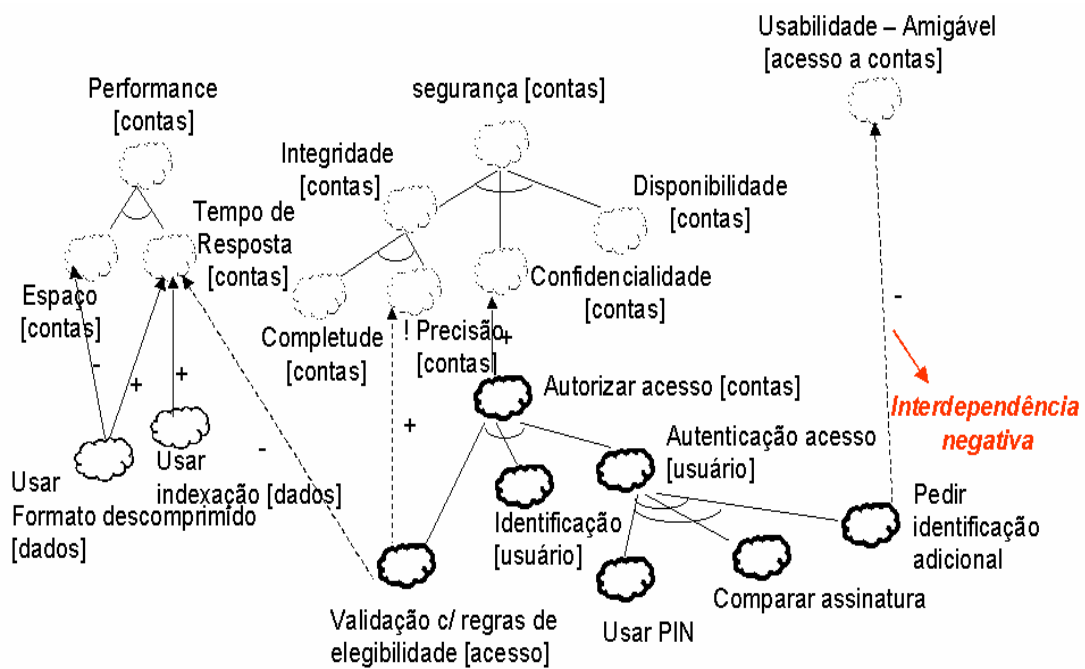 Usabilidade – Amigável
[acesso a contas]
Performance
[contas]
segurança [contas]
Integridade
[contas]
Disponibilidade
[contas]
Tempo de
Resposta
[contas]
Espaço
[contas]
Confidencialidade
[contas]
Completude
[contas]
! Precisão
[contas]
-
+
+
-
+
+
-
Interdependência
negativa
Autorizar acesso [contas]
Autenticação acesso
[usuário]
Usar
Formato descomprimido
[dados]
Usar
indexação [dados]
Identificação
[usuário]
Pedir
identificação
adicional
Comparar assinatura
Usar PIN
Validação c/ regras de
elegibilidade [acesso]